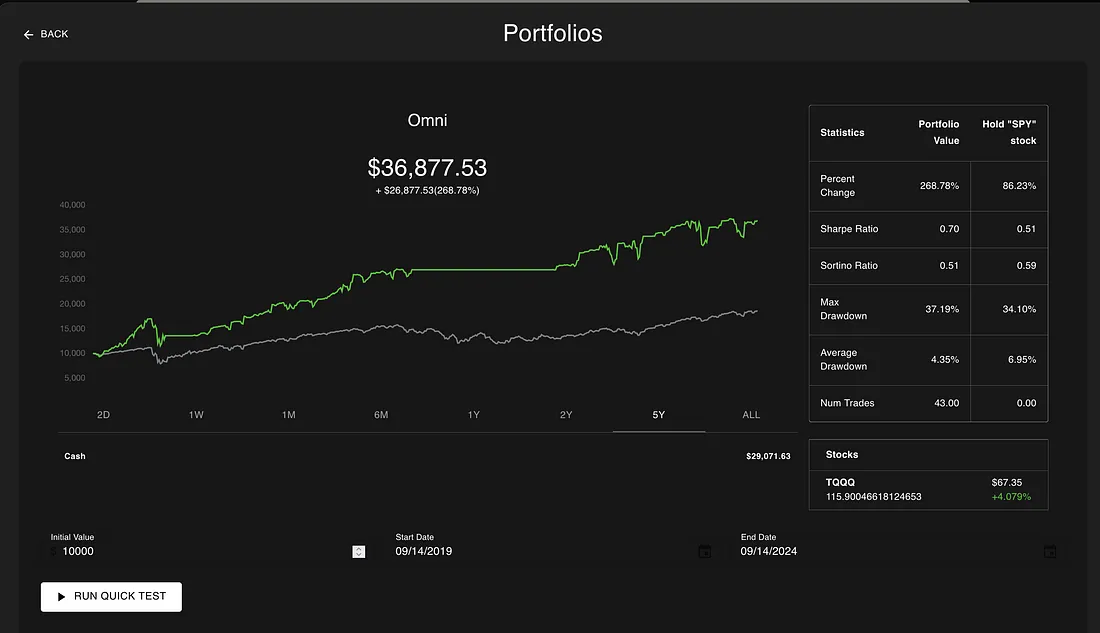 BACK
Portfolios
Omni
$36,877.53
+ $26,877.53(268.78%)
40,000
35,000
30,000
25,000
20,000
15,000
10,000
5,000
2D 1W 1M 6M 1Y 2Y 5Y ALL
Cash $29,071.63
Statistics Portfolio Value Hold "SPY" stock
Percent Change 268.78% 86.23%
Sharpe Ratio 0.70 0.51
Sortino Ratio 0.51 0.59
Max Drawdown 37.19% 34.10%
Average Drawdown 4.35% 6.95%
Num Trades 43.00 0.00
Stocks
TQQQ $67.35
115.90046618124653 +4.079%
Initial Value Start Date End Date
$ 10000 09/14/2019 09/14/2024
RUN QUICK TEST